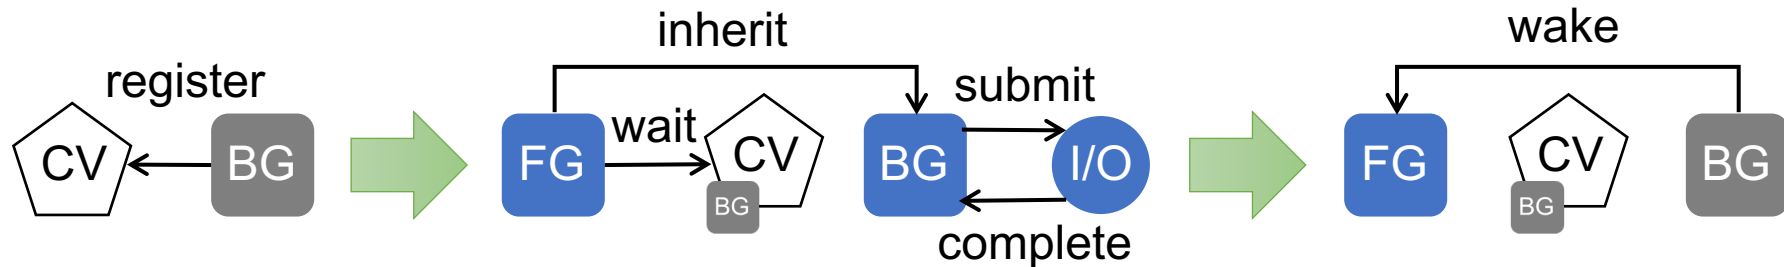 register
CV
BG
inherit
FG
wait
CV
BG
BG
submit
I/O
complete
wake
FG
CV
BG
BG